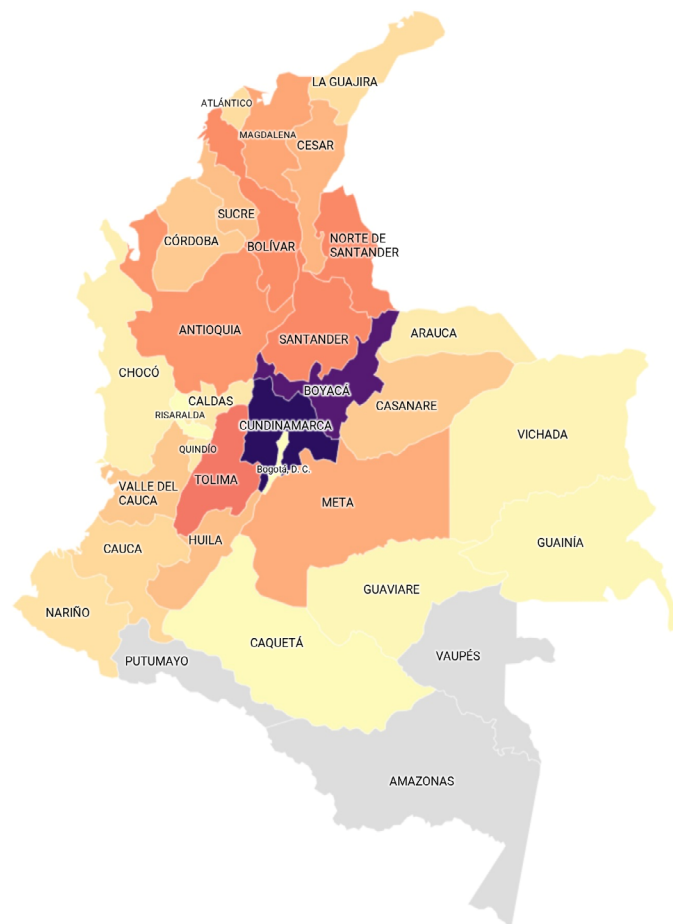 LA GUAJIRA
ATLÁNTICO
MAGDALENA
CESAR
SUCRE
CÓRDOBA
BOLÍVAR
NORTE DE
SANTANDER
ANTIOQUIA
SANTANDER
ARAUCA
CHOCÓ
BOYACÁ
CALDAS
CASANARE
RISARALDA
CUNDINAMARCA
VICHADA
QUINDÍO
Bogotá, D. C.
TOLIMA
VALLE DEL
CAUCA
META
HUILA
CAUCA
GUAINÍA
GUAVIARE
NARIÑO
CAQUETÁ
VAUPÉS
PUTUMAYO
AMAZONAS